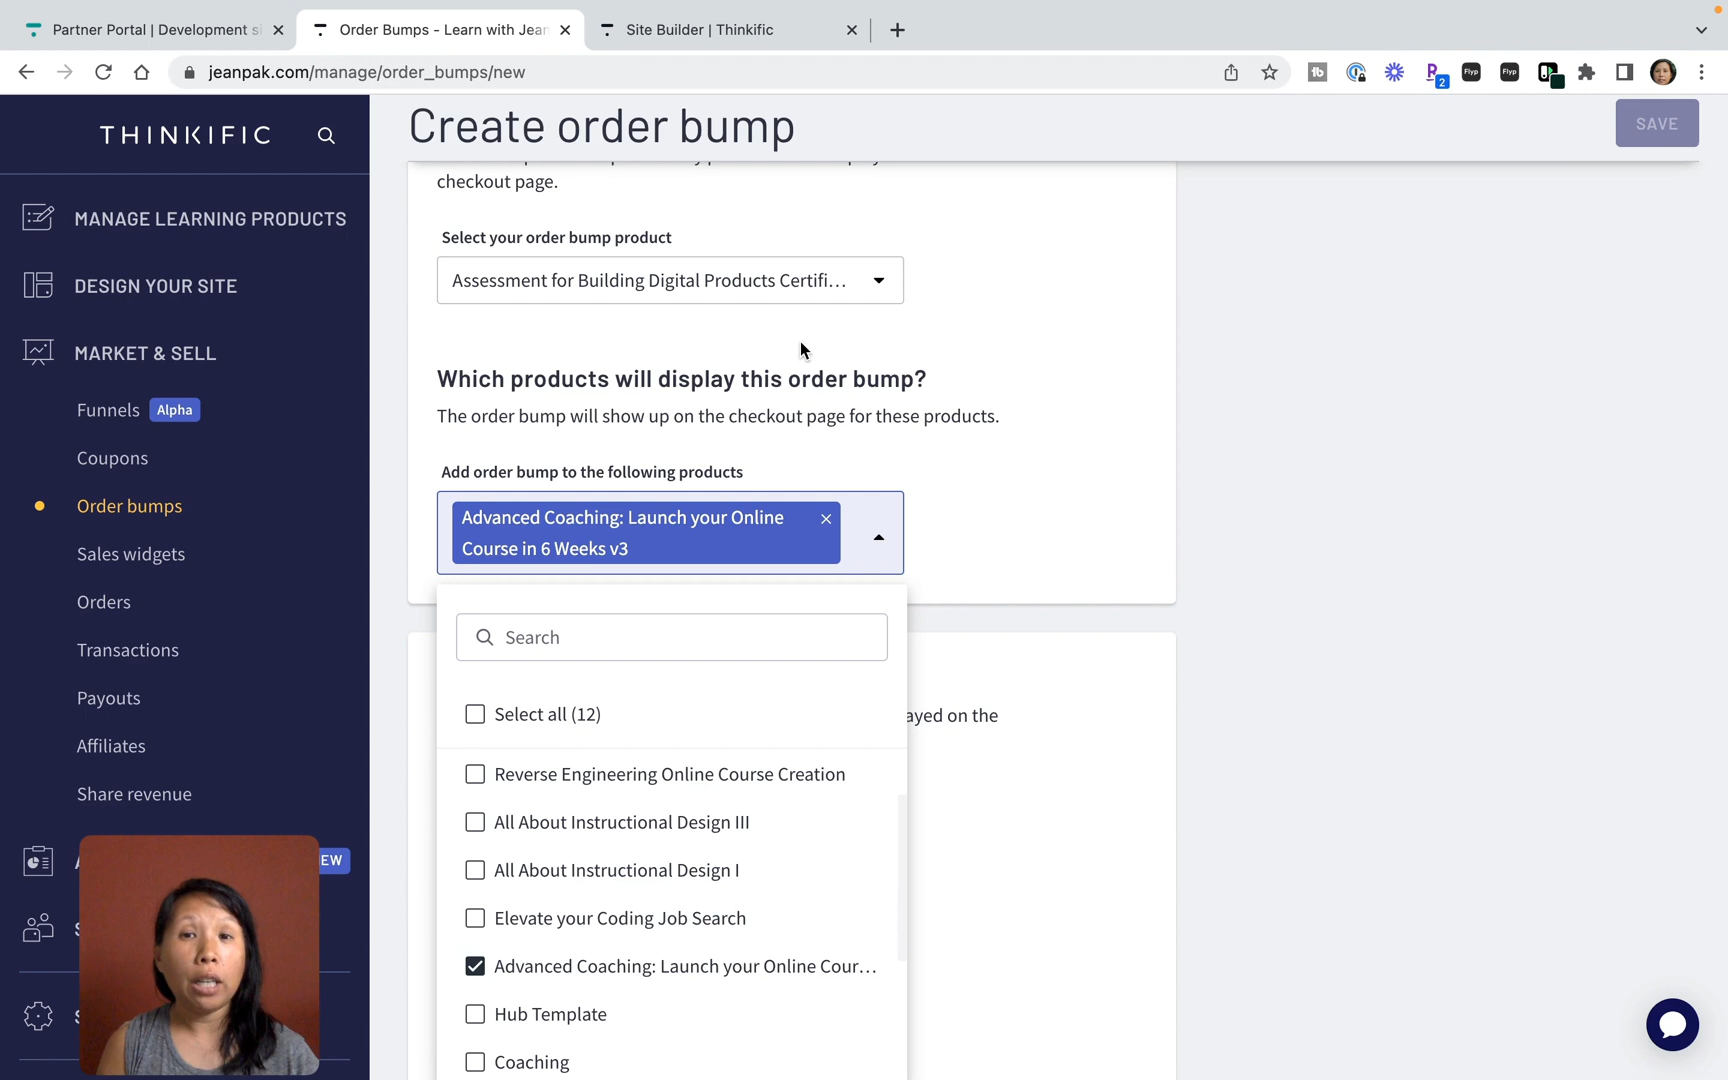 Partner Portal | Development si
Order Bumps - Learn with Jean
Site Builder | Thinkific
jeanpak.com/manage/order_bumps/new
2
Flyp
Flyp
THINKIFIC
Create order bump
SAVE
checkout page.
MANAGE LEARNING PRODUCTS
DESIGN YOUR SITE
MARKET & SELL
Funnels Alpha
Coupons
Order bumps
Sales widgets
Orders
Transactions
Payouts
Affiliates
Share revenue
EW
Select your order bump product
Assessment for Building Digital Products Certifi...
Which products will display this order bump?
The order bump will show up on the checkout page for these products.
Add order bump to the following products
Advanced Coaching: Launch your Online
Course in 6 Weeks v3
Search
Select all (12)
ayed on the
Reverse Engineering Online Course Creation
All About Instructional Design III
All About Instructional Design I
Elevate your Coding Job Search
Advanced Coaching: Launch your Online Cour...
Hub Template
Coaching